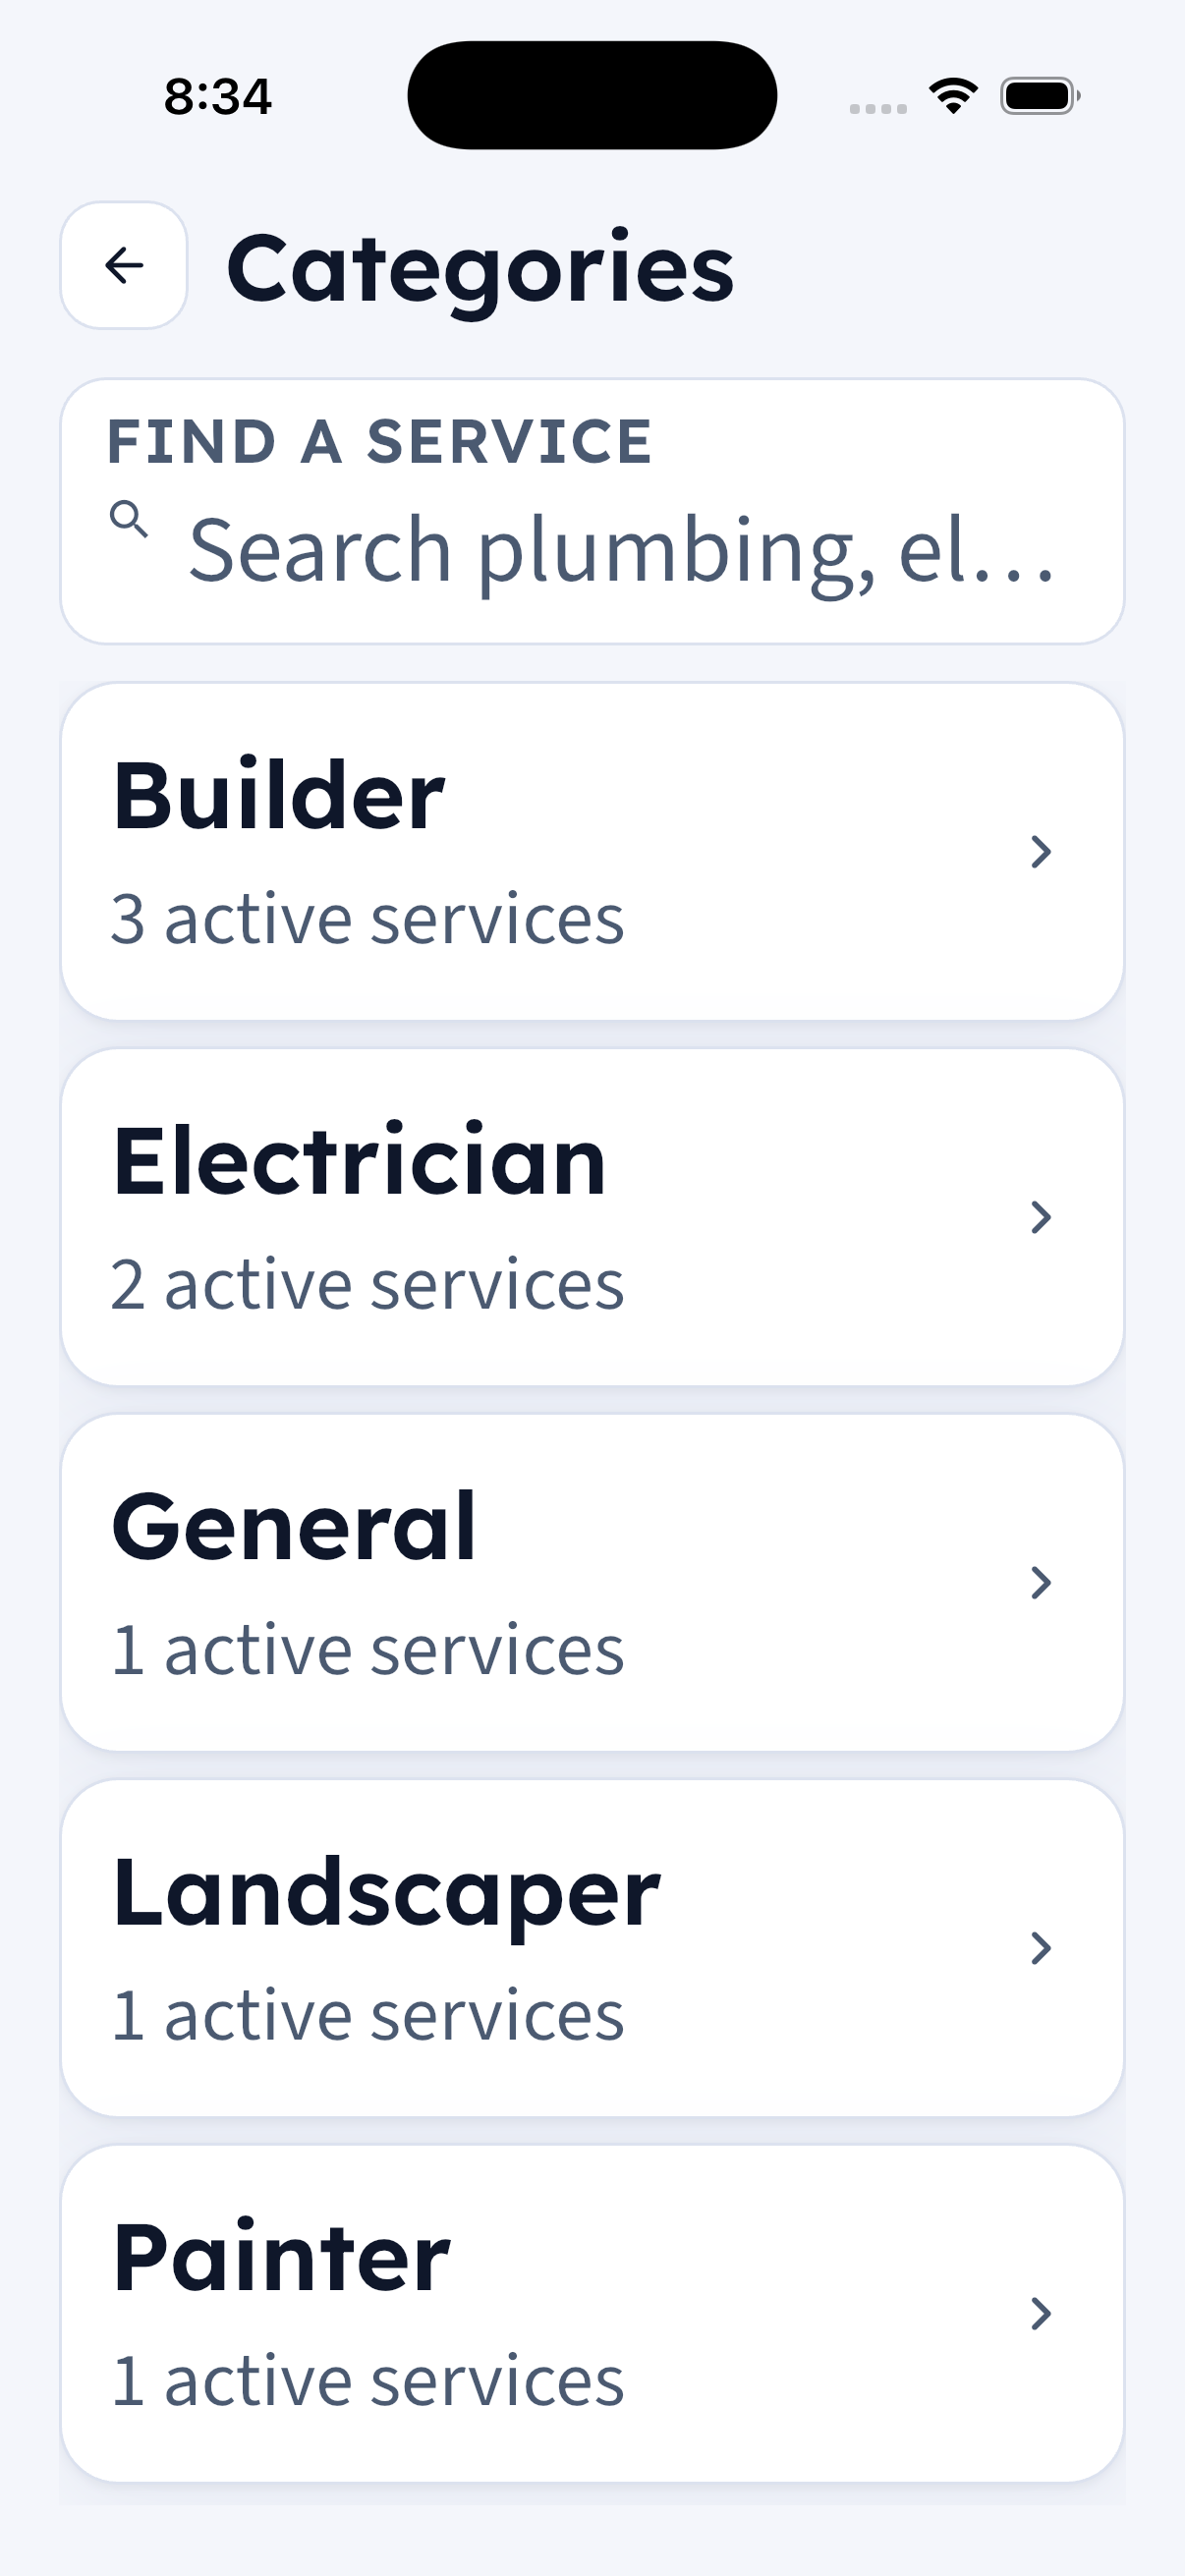 8:34
Categories
FIND A SERVICE
Search plumbing, el...
Builder
3 active services
Electrician
2 active services
General
1 active services
Landscaper
1 active services
Painter
1 active services